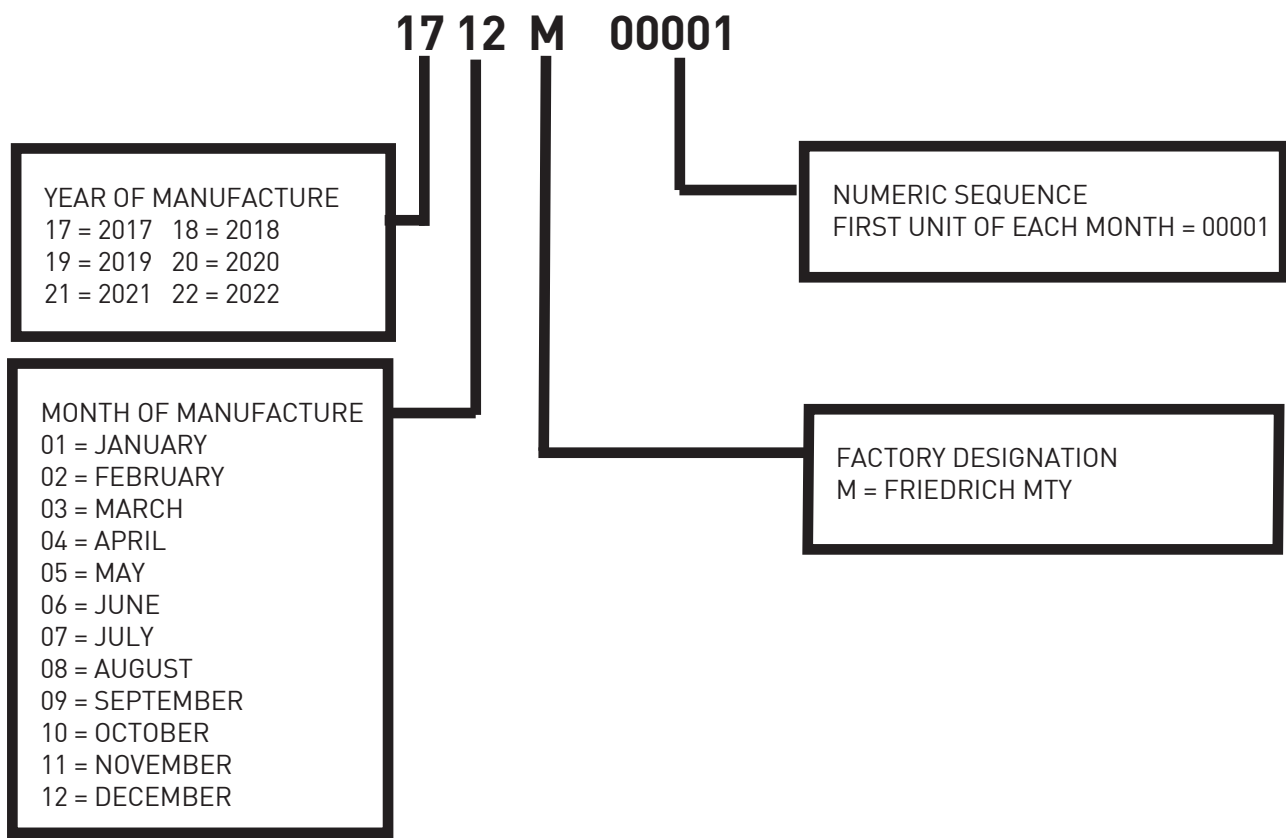 17 12 M 00001
YEAR OF MANUFACTURE
17 = 2017 18 = 2018
19 = 2019 20 = 2020
21 = 2021 22 = 2022
MONTH OF MANUFACTURE
01 = JANUARY
02 = FEBRUARY
03 = MARCH
04 = APRIL
05 = MAY
06 = JUNE
07 = JULY
08 = AUGUST
09 = SEPTEMBER
10 = OCTOBER
11 = NOVEMBER
12 = DECEMBER
NUMERIC SEQUENCE
FIRST UNIT OF EACH MONTH = 00001
FACTORY DESIGNATION
M = FRIEDRICH MTY